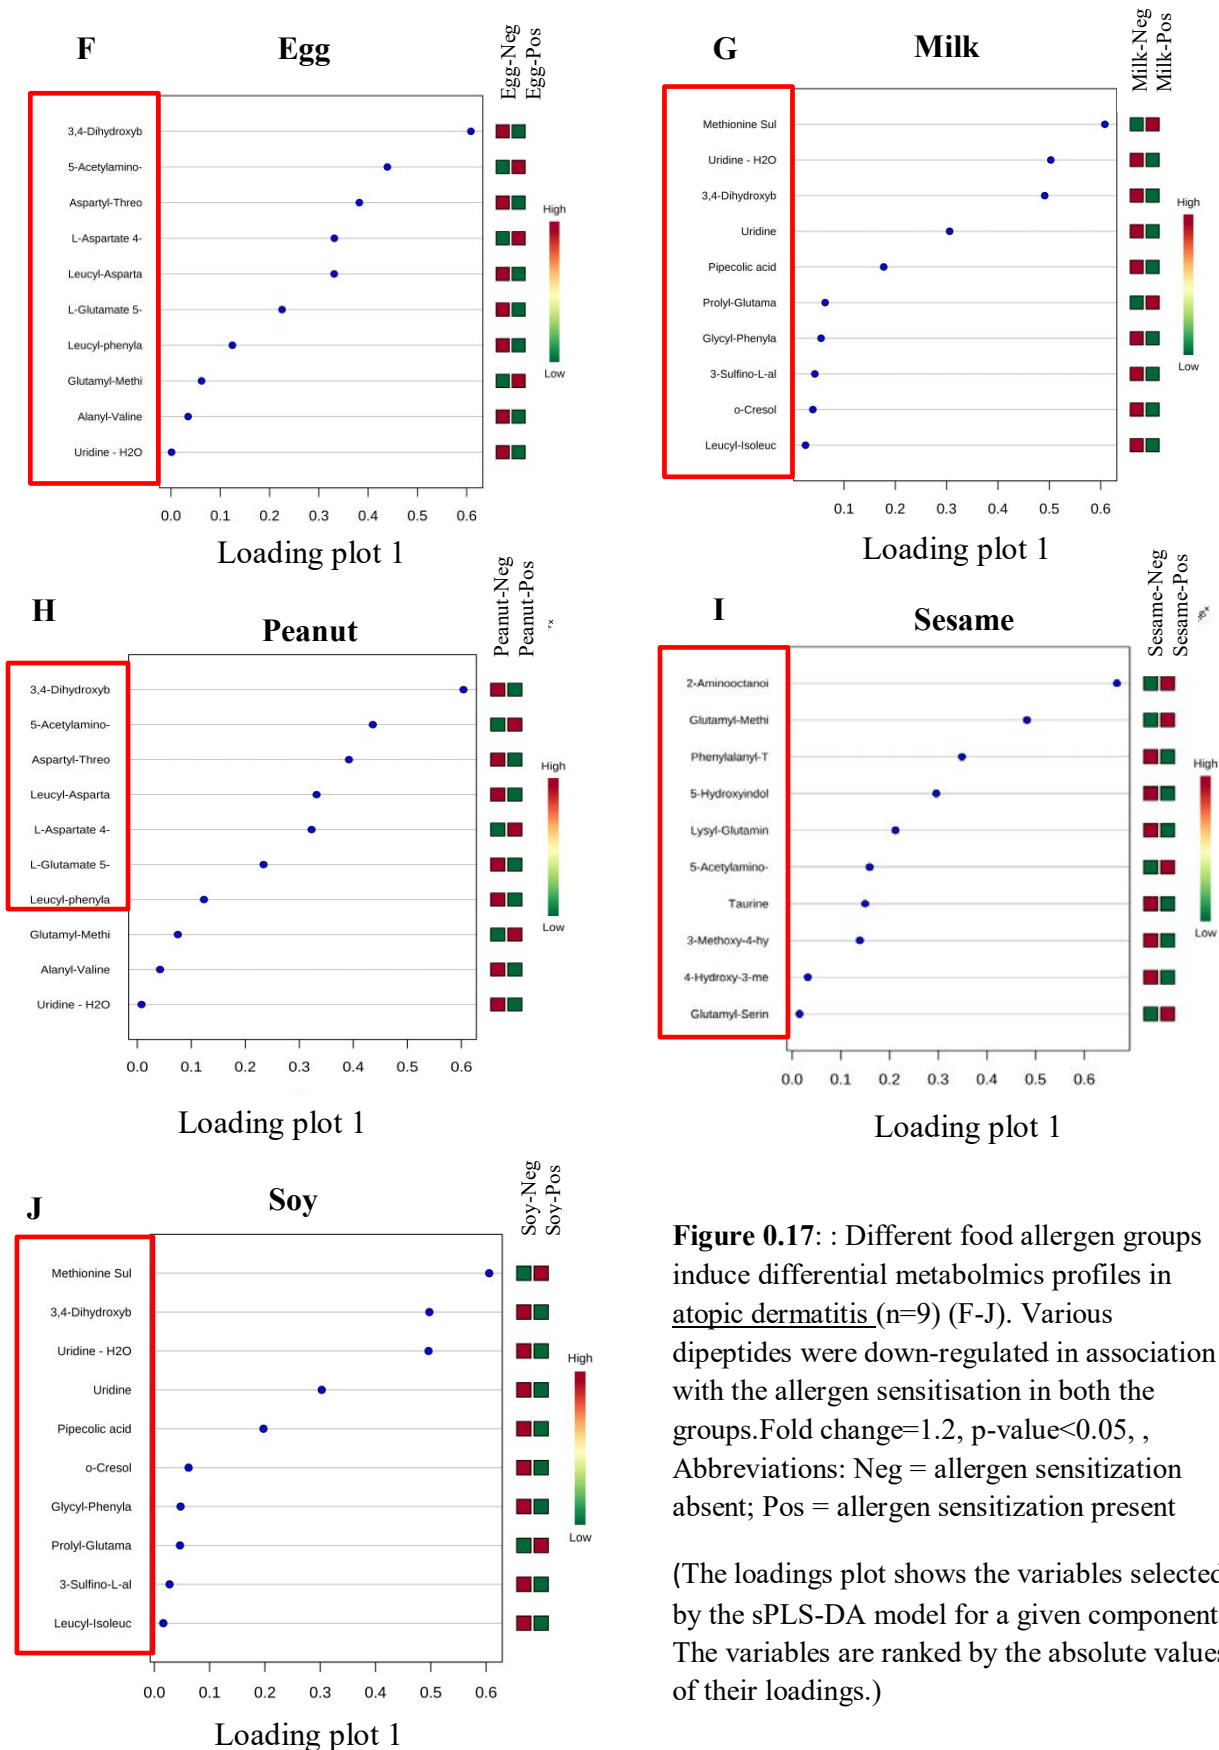 F
Egg
Egg-Neg
Egg-Pos
3,4-Dihydroxyb
5-Acetylamino-
Aspartyl-Threo
L-Aspartate 4-
Leucyl-Asparta
L-Glutamate 5-
Leucyl-phenyla
Glutamyl-Methi
Alanyl-Valine
Uridine - H2O
High
Low
0.0 0.1 0.2 0.3 0.4 0.5 0.6
Loading plot 1
G
Milk
Milk-Neg
Milk-Pos
Methionine Sul
Uridine - H2O
3,4-Dihydroxyb
Uridine
Pipecolic acid
Prolyl-Glutama
Glycyl-Phenyla
3-Sulfino-L-al
o-Cresol
Leucyl-Isoleuc
High
Low
0.1 0.2 0.3 0.4 0.5 0.6
Loading plot 1
H
Peanut
Peanut-Neg
Peanut-Pos
3,4-Dihydroxyb
5-Acetylamino-
Aspartyl-Threo
Leucyl-Asparta
L-Aspartate 4-
L-Glutamate 5-
Leucyl-phenyla
Glutamyl-Methi
Alanyl-Valine
Uridine - H2O
High
Low
0.0 0.1 0.2 0.3 0.4 0.5 0.6
Loading plot 1
I
Sesame
Sesame-Neg
Sesame-Pos
2-Aminooctanoi
Glutamyl-Methi
Phenylalanyl-T
5-Hydroxyindol
Lysyl-Glutamin
5-Acetylamino-
Taurine
3-Methoxy-4-hy
4-Hydroxy-3-me
Glutamyl-Serin
High
Low
0.0 0.1 0.2 0.3 0.4 0.5 0.6
Loading plot 1
J
Soy
Soy-Neg
Soy-Pos
Methionine Sul
3,4-Dihydroxyb
Uridine - H2O
Uridine
Pipecolic acid
o-Cresol
Glycyl-Phenyla
Prolyl-Glutama
3-Sulfino-L-al
Leucyl-Isoleuc
High
Low
0.0 0.1 0.2 0.3 0.4 0.5 0.6
Loading plot 1
Figure 0.17: : Different food allergen groups
induce differential metabolmics profiles in
atopic dermatitis (n=9) (F-J). Various
dipeptides were down-regulated in association
with the allergen sensitisation in both the
groups.Fold change=1.2, p-value<0.05, ,
Abbreviations: Neg = allergen sensitization
absent; Pos = allergen sensitization present
(The loadings plot shows the variables selected
by the sPLS-DA model for a given component
The variables are ranked by the absolute values
of their loadings.)